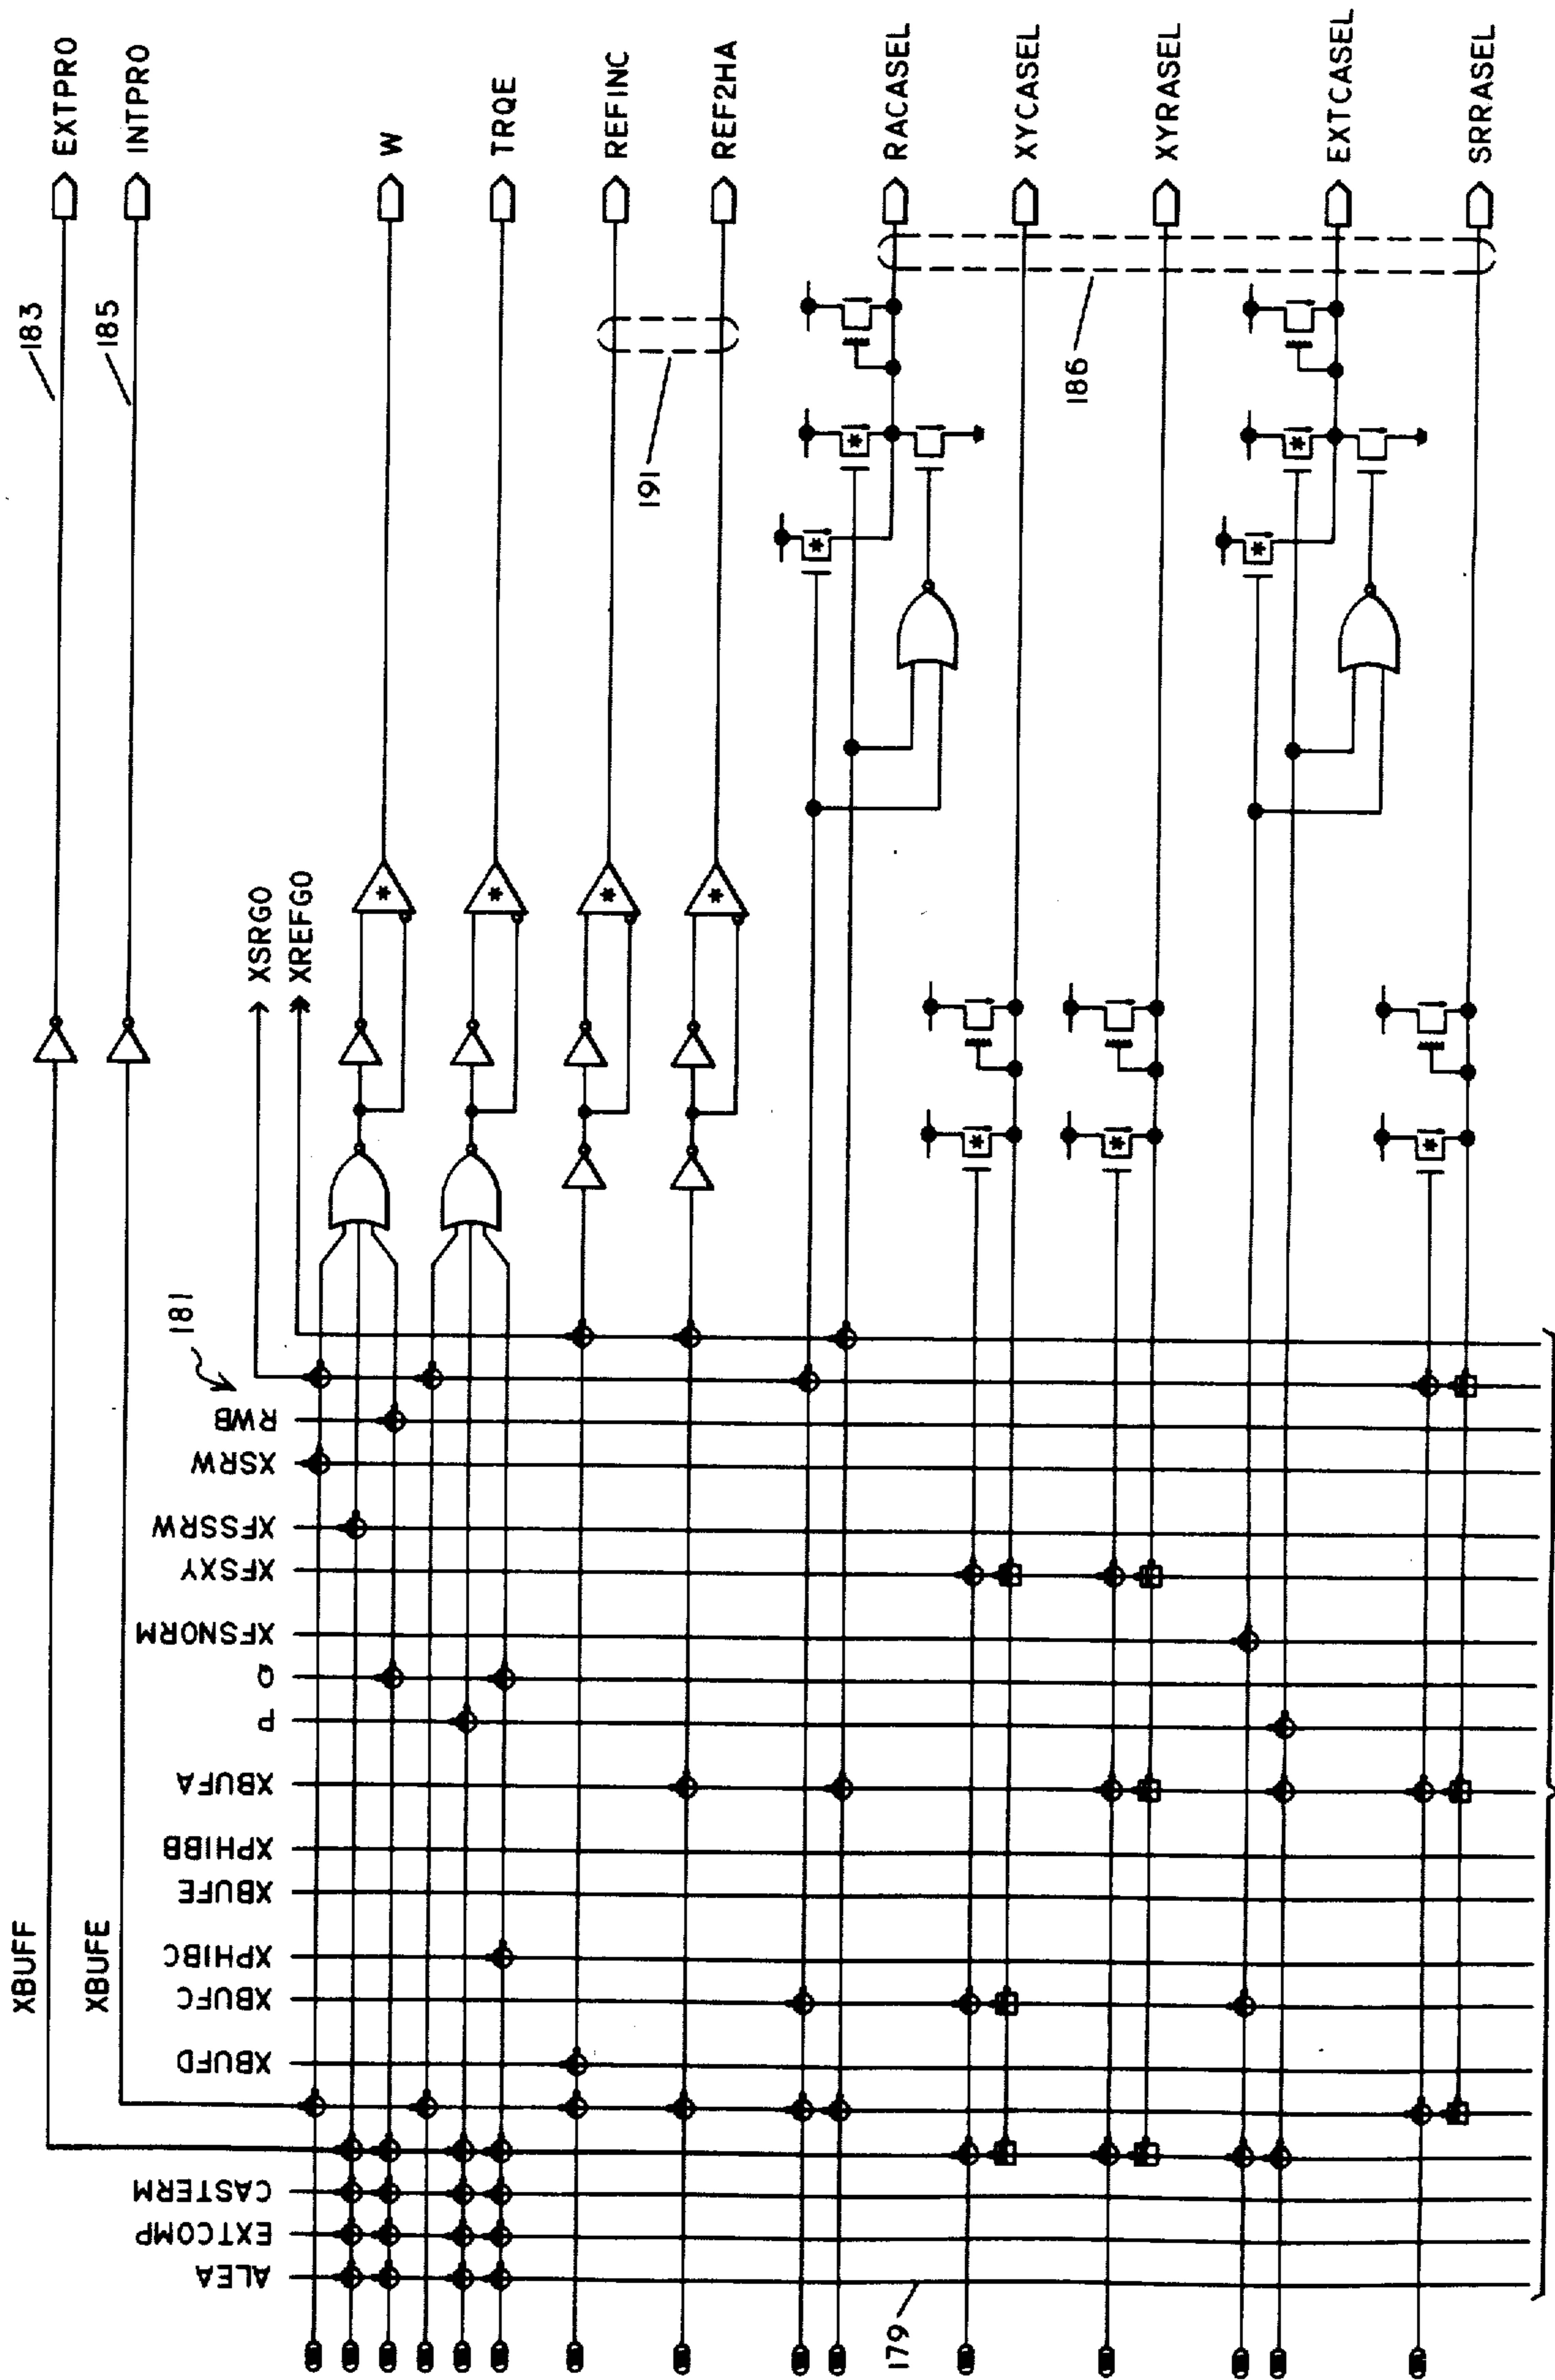 183
EXTPRO
185
INTPRO
W
TRQE
REFINC
REF2HA
191
RACASEL
XYCASEL
XYRASEL
186
EXTCASEL
SRRASEL
XSRGO
XREFGO
*
*
*
*
*
*
*
*
*
*
*
181
RWB
XSRW
XFSSRW
XFSXY
XFSNORM
Q
P
XBUFA
XPHIBB
XBUFE
XPHIBC
XBUFC
XBUFD
XBUFF
XBUFE
CASTERM
EXTCOMP
ALEA
179